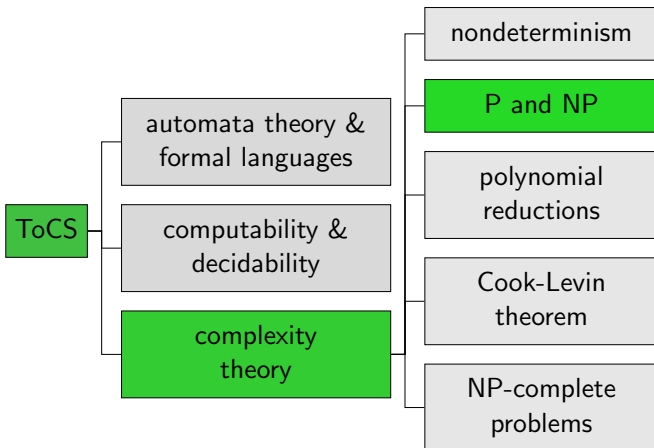 ToCS
automata theory &
formal languages
computability &
decidability
complexity
theory
nondeterminism
P and NP
polynomial
reductions
Cook-Levin
theorem
NP-complete
problems